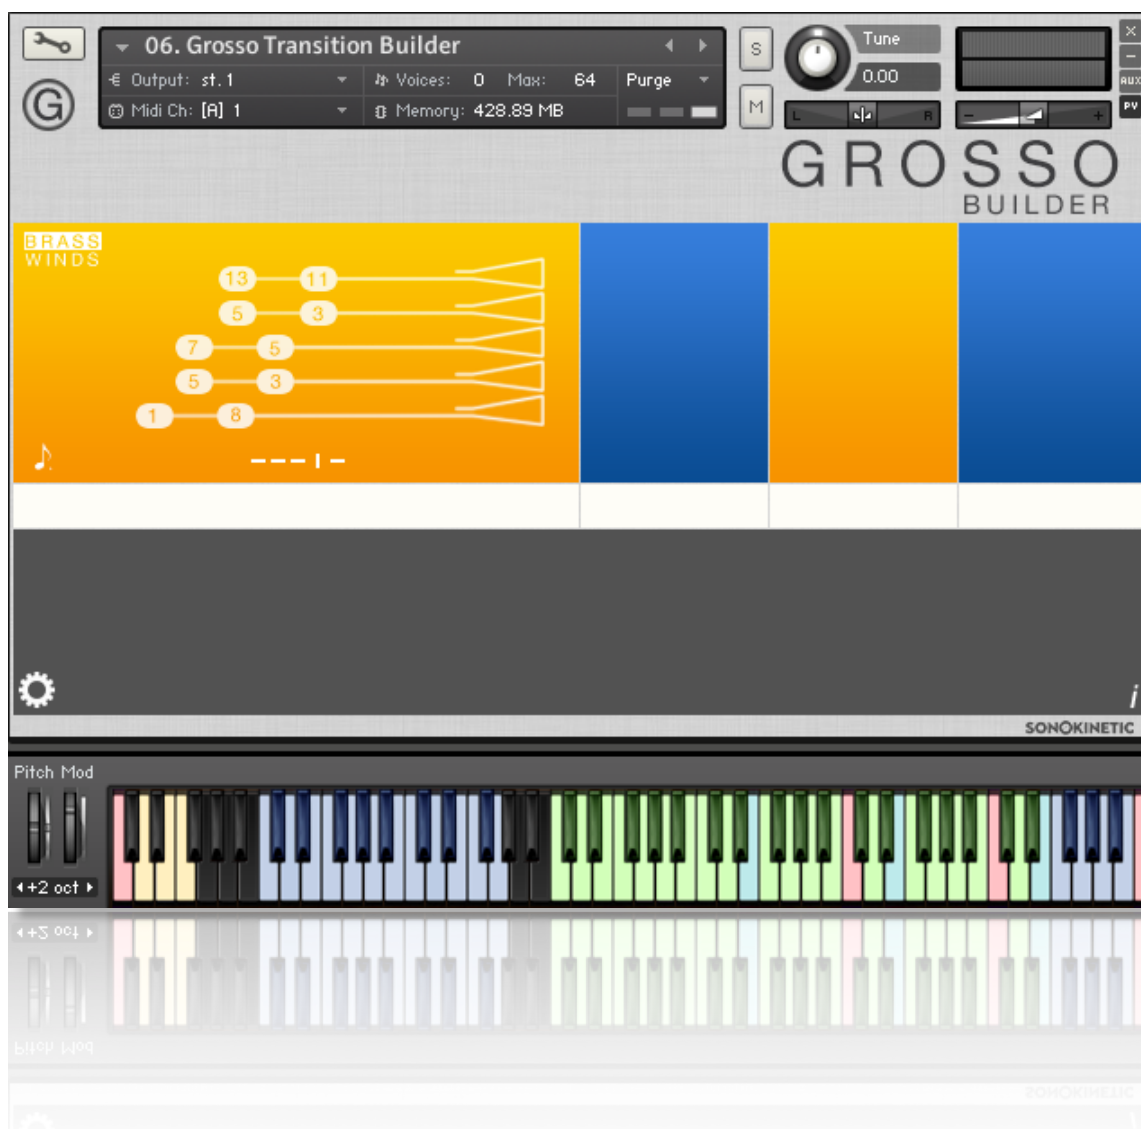 06. Grosso Transition Builder
S
Tune
×
−
Output: st. 1
Voices: 0 Max: 64
Purge
0.00
AUX
G
Midi Ch: [A] 1
Memory: 428.89 MB
M
L
R
−
+
PV
GROSSO
BUILDER
BRASS
WINDS
13 11
5 3
7 5
5 3
1 8
i
SONOKINETIC
Pitch Mod
+2 oct